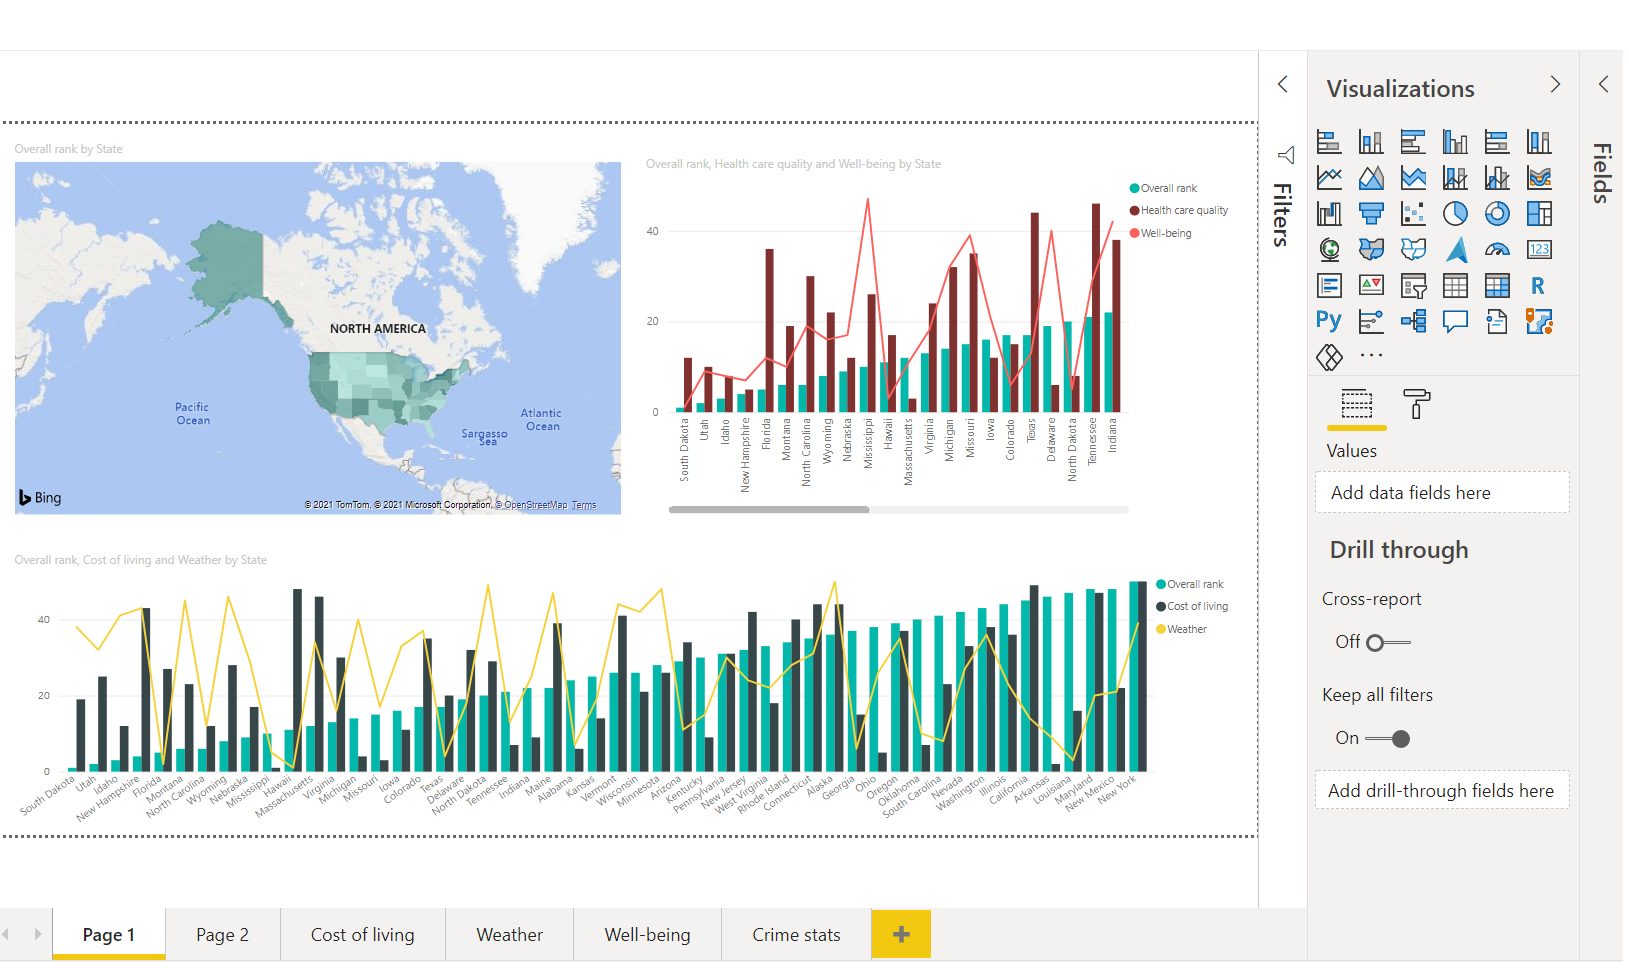 Overall rank by State
NORTH AMERICA
Pacific
Ocean
Atlantic
Ocean
Sargasso
Sea
Bing
© 2021 TomTom, © 2021 Microsoft Corporation, © OpenStreetMap Terms
Overall rank, Health care quality and Well-being by State
Overall rank
Health care quality
Well-being
40
20
0
South Dakota
Utah
Idaho
New Hampshire
Florida
Montana
North Carolina
Wyoming
Nebraska
Mississippi
Hawaii
Massachusetts
Virginia
Michigan
Missouri
Iowa
Colorado
Texas
Delaware
North Dakota
Tennessee
Indiana
Overall rank, Cost of living and Weather by State
Overall rank
Cost of living
Weather
40
20
0
South Dakota
Utah
Idaho
New Hampshire
Florida
Montana
North Carolina
Wyoming
Nebraska
Mississippi
Hawaii
Massachusetts
Virginia
Michigan
Missouri
Iowa
Colorado
Texas
Delaware
North Dakota
Tennessee
Indiana
Maine
Alabama
Kansas
Vermont
Wisconsin
Minnesota
Arizona
Kentucky
Pennsylvania
New Jersey
West Virginia
Rhode Island
Connecticut
Alaska
Georgia
Ohio
Oregon
Oklahoma
South Carolina
Nevada
Washington
Illinois
California
Arkansas
Louisiana
Maryland
New Mexico
New York
Filters
Visualizations
123
R
Py
Values
Add data fields here
Drill through
Cross-report
Off
Keep all filters
On
Add drill-through fields here
Fields
Page 1
Page 2
Cost of living
Weather
Well-being
Crime stats